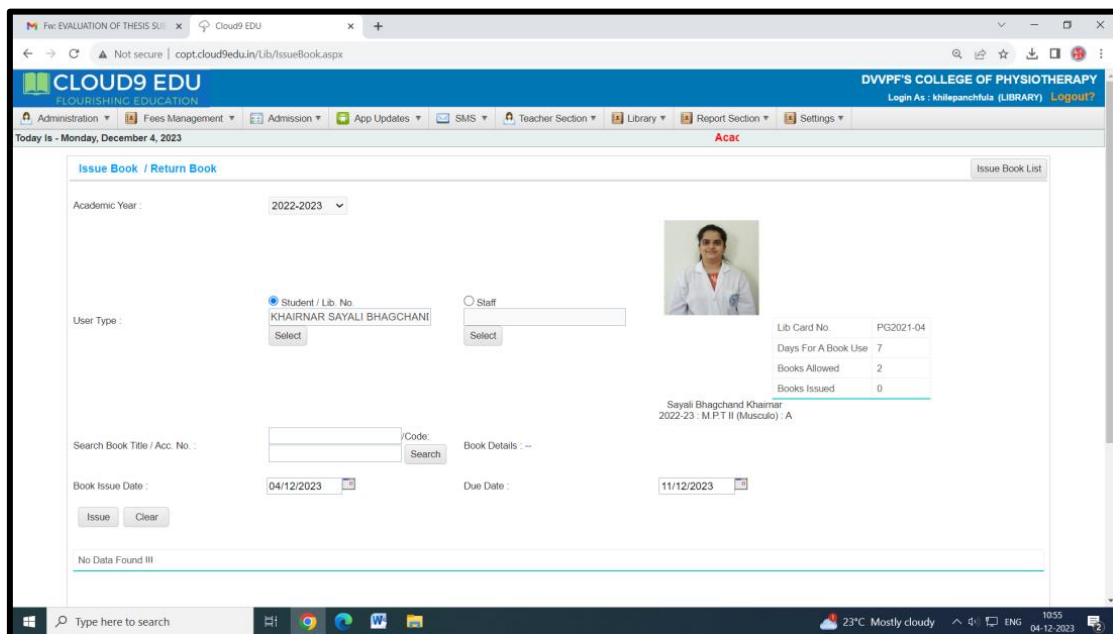 Fw: EVALUATION OF THESIS SU
Cloud9 EDU
Not secure | copt.cloud9edu.in/Lib/IssueBook.aspx
CLOUD9 EDU
FLOURISHING EDUCATION
DVVPF'S COLLEGE OF PHYSIOTHERAPY
Login As : khilepanchfula (LIBRARY) Logout?
Administration Fees Management Admission App Updates SMS Teacher Section Library Report Section Settings
Today Is - Monday, December 4, 2023
Acac
Issue Book / Return Book
Issue Book List
Academic Year :
2022-2023
User Type :
Student / Lib. No.
KHAIRNAR SAYALI BHAGCHAND
Select
Staff
Select
Lib Card No. PG2021-04
Days For A Book Use 7
Books Allowed 2
Books Issued 0
Sayali Bhagchand Khairnar
2022-23 : M.P.T II (Musculo) : A
Search Book Title / Acc. No. :
/Code:
Search
Book Details : --
Book Issue Date :
04/12/2023
Due Date :
11/12/2023
Issue Clear
No Data Found !!!
Type here to search
23°C Mostly cloudy
ENG
10:55
04-12-2023
2